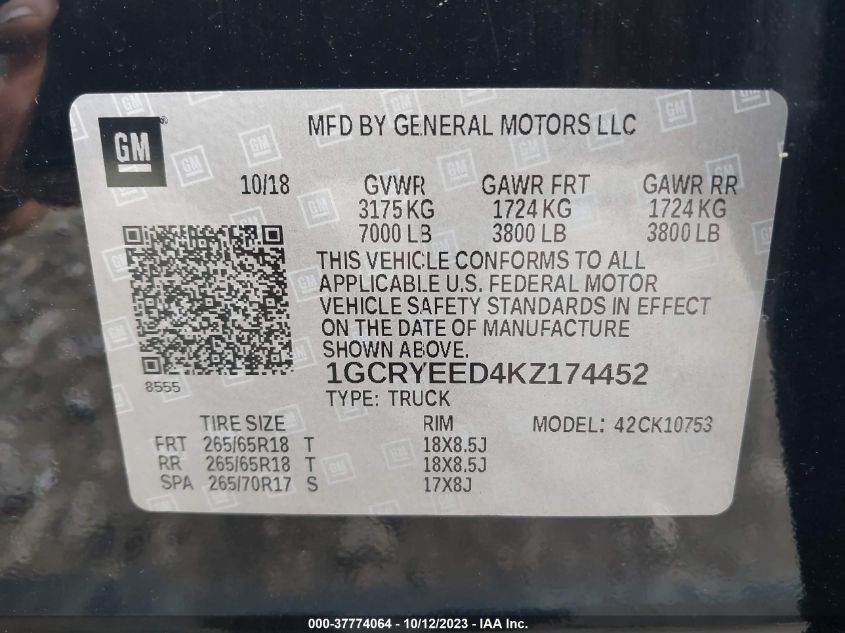 GM
MFD BY GENERAL MOTORS LLC
10/18 GVWR GAWR FRT GAWR RR
3175 KG 1724 KG 1724 KG
7000 LB 3800 LB 3800 LB
THIS VEHICLE CONFORMS TO ALL
APPLICABLE U.S. FEDERAL MOTOR
VEHICLE SAFETY STANDARDS IN EFFECT
ON THE DATE OF MANUFACTURE
SHOWN ABOVE.
8555
1GCRYEED4KZ174452
TYPE: TRUCK
TIRE SIZE RIM MODEL: 42CK10753
FRT 265/65R18 T 18X8.5J
RR 265/65R18 T 18X8.5J
SPA 265/70R17 S 17X8J
000-37774064 - 10/12/2023 - IAA Inc.